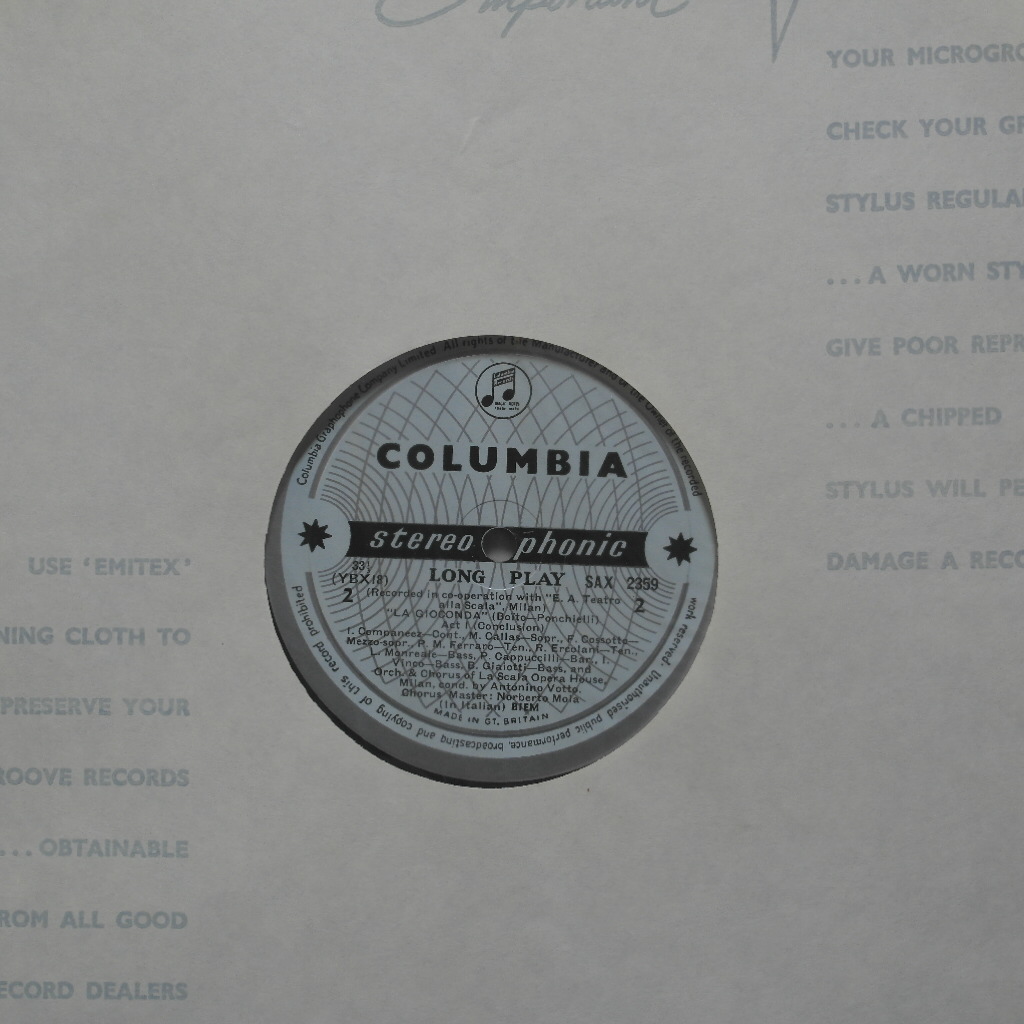 Important
YOUR MICROGRO
CHECK YOUR GR
STYLUS REGULAR
...A WORN STY
GIVE POOR REPR
...A CHIPPED
STYLUS WILL PE
DAMAGE A RECO
USE 'EMITEX'
NING CLOTH TO
PRESERVE YOUR
ROOVE RECORDS
...OBTAINABLE
ROM ALL GOOD
ECORD DEALERS
Columbia Graphophone Company Limited. All rights of the Manufacturer and of the Owner of the recorded
work reserved. Unauthorised public performance, broadcasting and copying of this record prohibited
COLUMBIA
stereo phonic
33⅓
LONG PLAY SAX 2359
(YBX18)
2 2
(Recorded in co-operation with "E. A. Teatro
alla Scala", Milan)
"LA GIOCONDA" (Boito—Ponchielli)
Act I (Conclusion)
I. Companeez—Cont., M. Callas—Sopr., F. Cossotto—
Mezzo-sopr., P. M. Ferraro—Ten., R. Ercolani—Ten.,
L. Monreale—Bass, P. Cappuccilli—Bar., I.
Vinco—Bass, B. Giaiotti—Bass, and
Orch. & Chorus of La Scala Opera House,
Milan, cond. by Antonino Votto.
Chorus Master: Norberto Mola
(In Italian) BIEM
MADE IN GT. BRITAIN